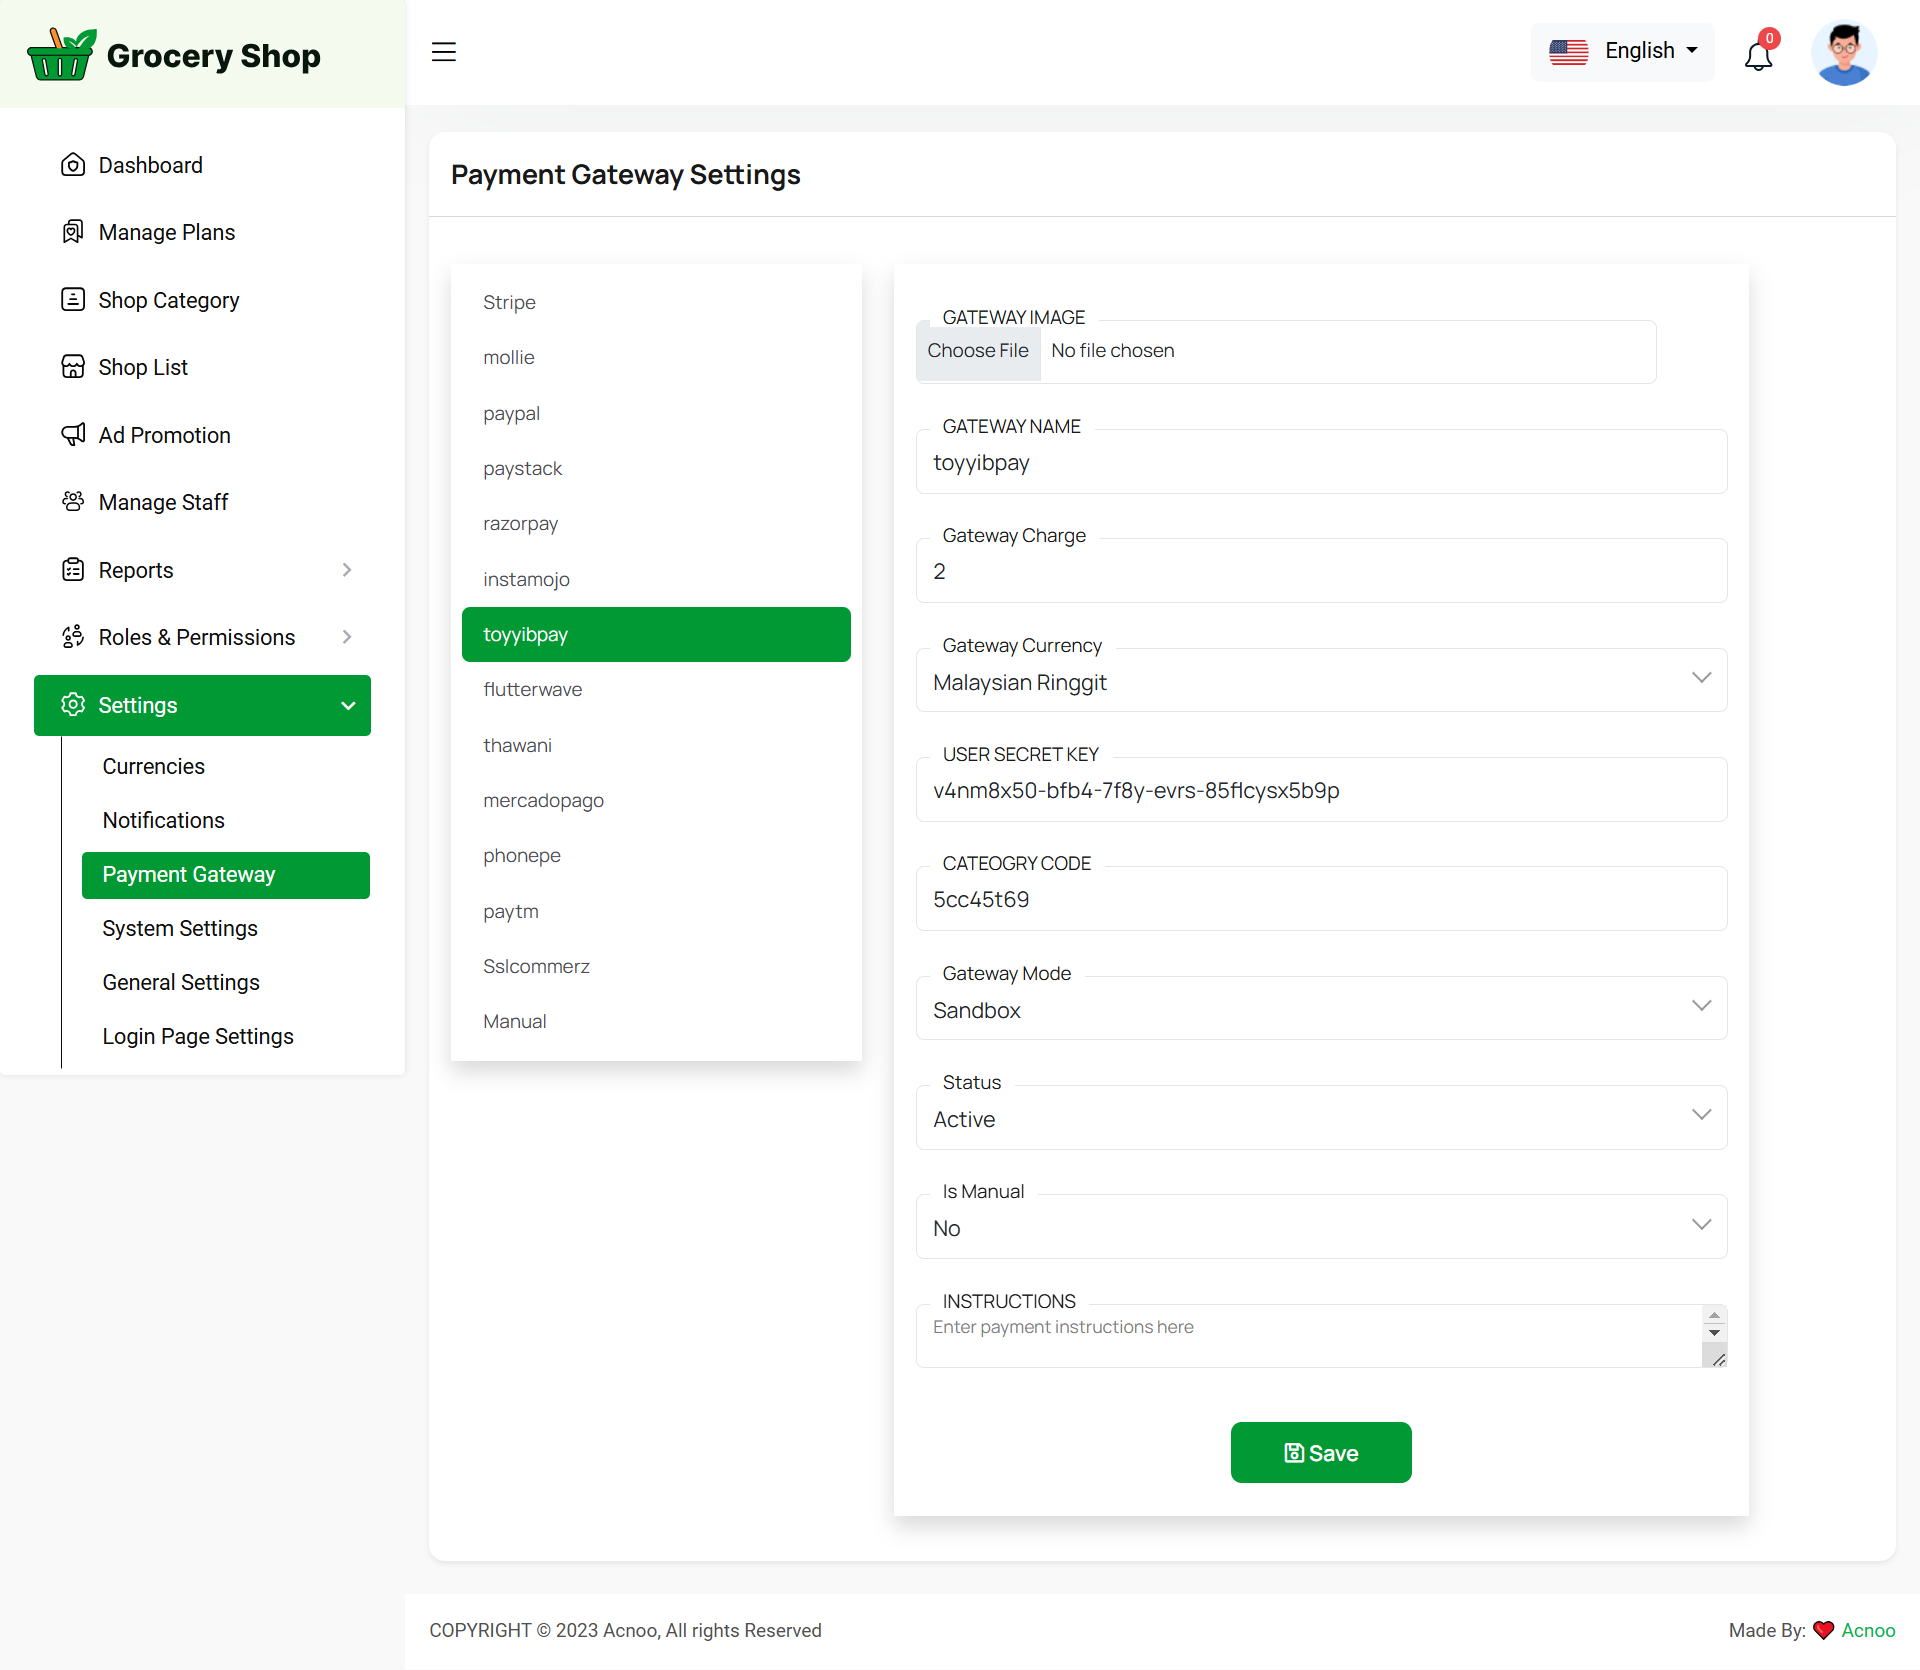 Grocery Shop
English
0
Dashboard
Manage Plans
Shop Category
Shop List
Ad Promotion
Manage Staff
Reports
Roles & Permissions
Settings
Currencies
Notifications
Payment Gateway
System Settings
General Settings
Login Page Settings
Payment Gateway Settings
Stripe
mollie
paypal
paystack
razorpay
instamojo
toyyibpay
flutterwave
thawani
mercadopago
phonepe
paytm
Sslcommerz
Manual
GATEWAY IMAGE
Choose File No file chosen
GATEWAY NAME
toyyibpay
Gateway Charge
2
Gateway Currency
Malaysian Ringgit
USER SECRET KEY
v4nm8x50-bfb4-7f8y-evrs-85flcysx5b9p
CATEOGRY CODE
5cc45t69
Gateway Mode
Sandbox
Status
Active
Is Manual
No
INSTRUCTIONS
Enter payment instructions here
Save
COPYRIGHT © 2023 Acnoo, All rights Reserved
Made By: ❤ Acnoo